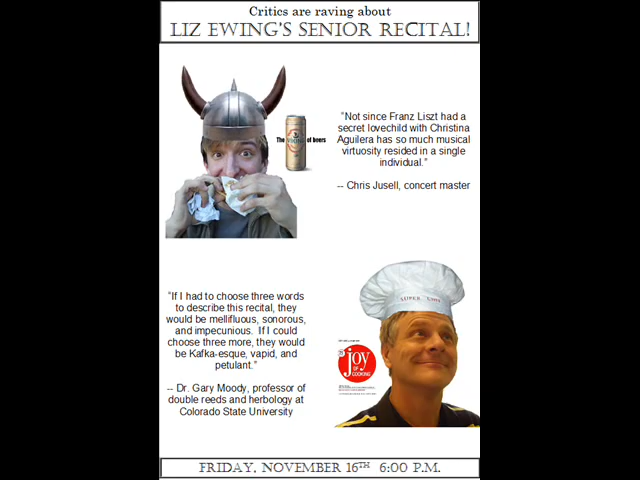 Critics are raving about
LIZ EWING'S SENIOR RECITAL!
The
of beers
"Not since Franz Liszt had a
secret lovechild with Christina
Aguilera has so much musical
virtuosity resided in a single
individual."
-- Chris Jusell, concert master
"If I had to choose three words
to describe this recital, they
would be mellifluous, sonorous,
and impecunious. If I could
choose three more, they would
be Kafka-esque, vapid, and
petulant."
-- Dr. Gary Moody, professor of
double reeds and herbology at
Colorado State University
SUPER CHEF
joy
OF
COOKING
FRIDAY, NOVEMBER 16TH 6:00 P.M.